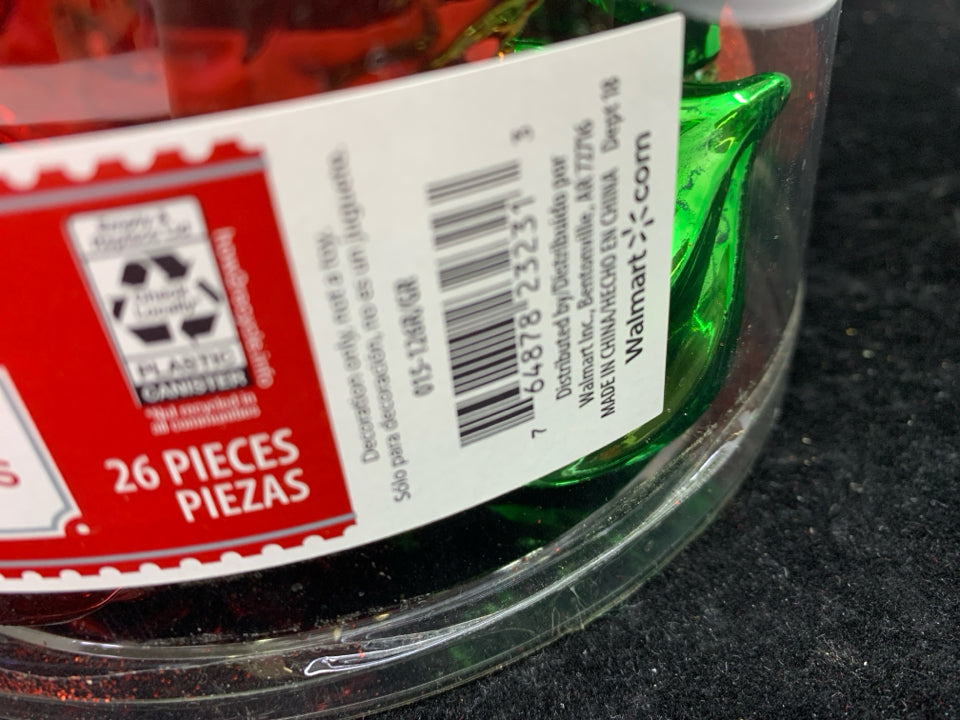 Empty &
Replace Lid
Check
Locally
PLASTIC
CANISTER
how2recycle.info
*Not recycled in
all communities
26 PIECES
PIEZAS
S
Decoration only, not a toy.
Sólo para decoración, no es un juguete.
015-126R/GR
7 64878 23231 3
Distributed by/Distribuido por
Walmart Inc., Bentonville, AR 72716
MADE IN CHINA/HECHO EN CHINA Dept 18
Walmart com